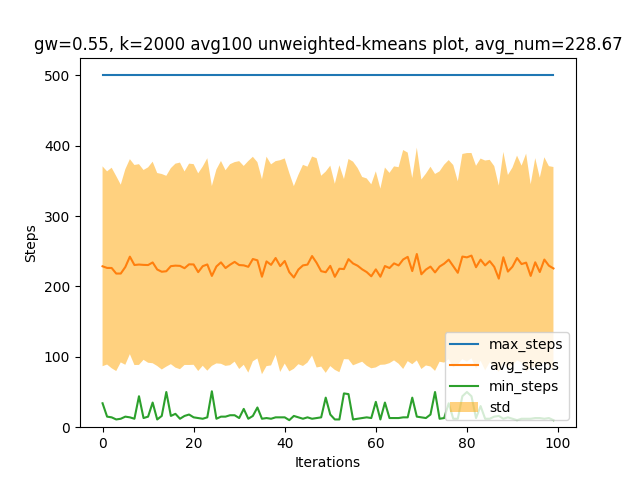 gw=0.55, k=2000 avg100 unweighted-kmeans plot, avg_num=228.67
500
400
300
200
100
0
Steps
max_steps
avg_steps
min_steps
std
0 20 40 60 80 100
Iterations